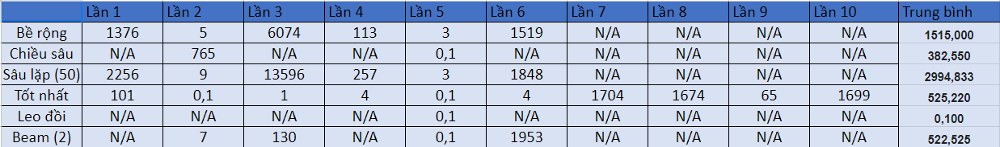 Lần 1 Lần 2 Lần 3 Lần 4 Lần 5 Lần 6 Lần 7 Lần 8 Lần 9 Lần 10 Trung bình
Bề rộng 1376 5 6074 113 3 1519 N/A N/A N/A N/A 1515,000
Chiều sâu N/A 765 N/A N/A 0,1 N/A N/A N/A N/A N/A 382,550
Sâu lặp (50) 2256 9 13596 257 3 1848 N/A N/A N/A N/A 2994,833
Tốt nhất 101 0,1 1 4 0,1 4 1704 1674 65 1699 525,220
Leo đồi N/A N/A N/A N/A 0,1 N/A N/A N/A N/A N/A 0,100
Beam (2) N/A 7 130 N/A 0,1 1953 N/A N/A N/A N/A 522,525